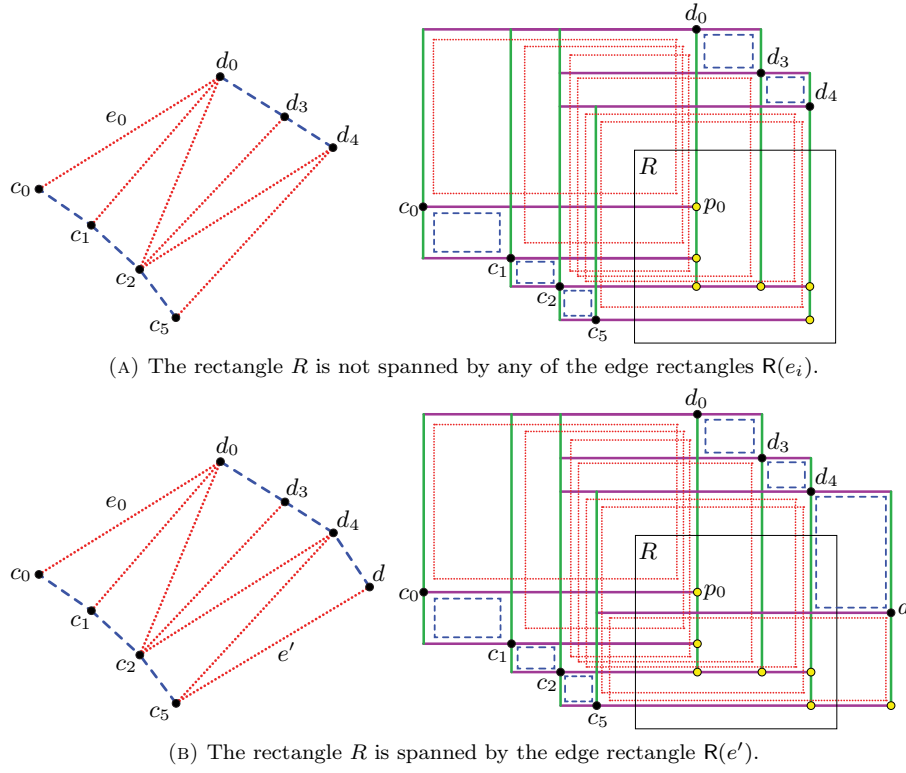 d₀
d₃
d₄
e₀
c₀
c₁
c₂
c₅
d₀
d₃
d₄
R
c₀
p₀
c₁
c₂
c₅
(A) The rectangle R is not spanned by any of the edge rectangles R(eᵢ).
d₀
d₃
d₄
e₀
c₀
d
c₁
c₂
e′
c₅
d₀
d₃
d₄
R
c₀
p₀
d
c₁
c₂
c₅
(B) The rectangle R is spanned by the edge rectangle R(e′).